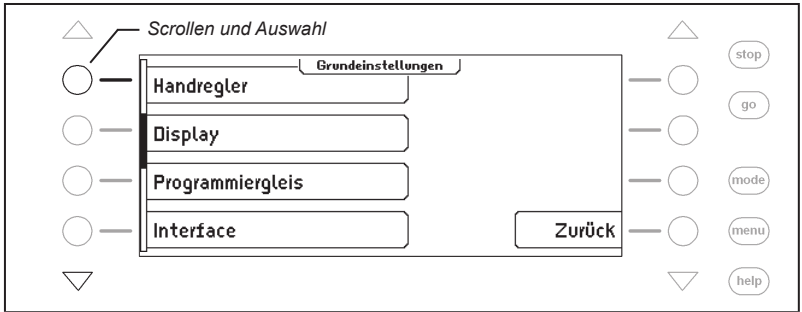 Scrollen und Auswahl
Grundeinstellungen
Handregler
Display
Programmiergleis
Interface
Zurück
stop
go
mode
menu
help